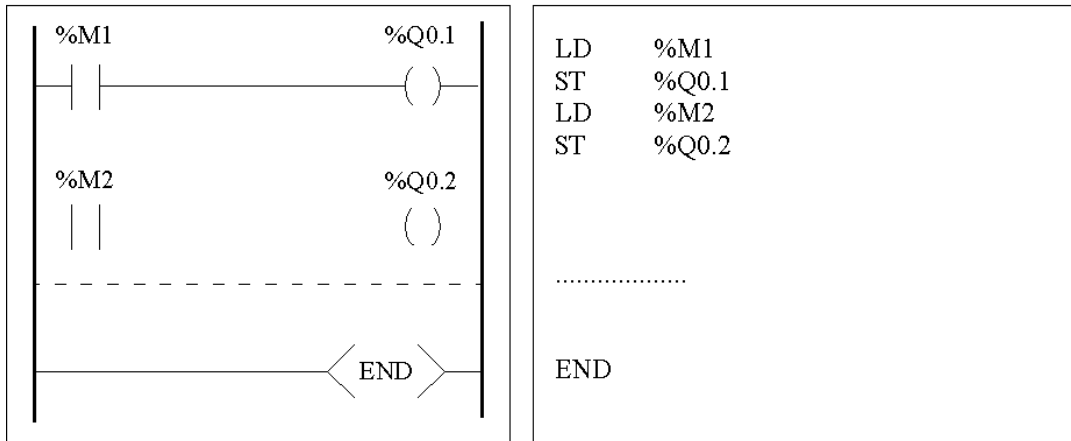 %M1 %Q0.1
%M2 %Q0.2
END
LD %M1
ST %Q0.1
LD %M2
ST %Q0.2
...................
END